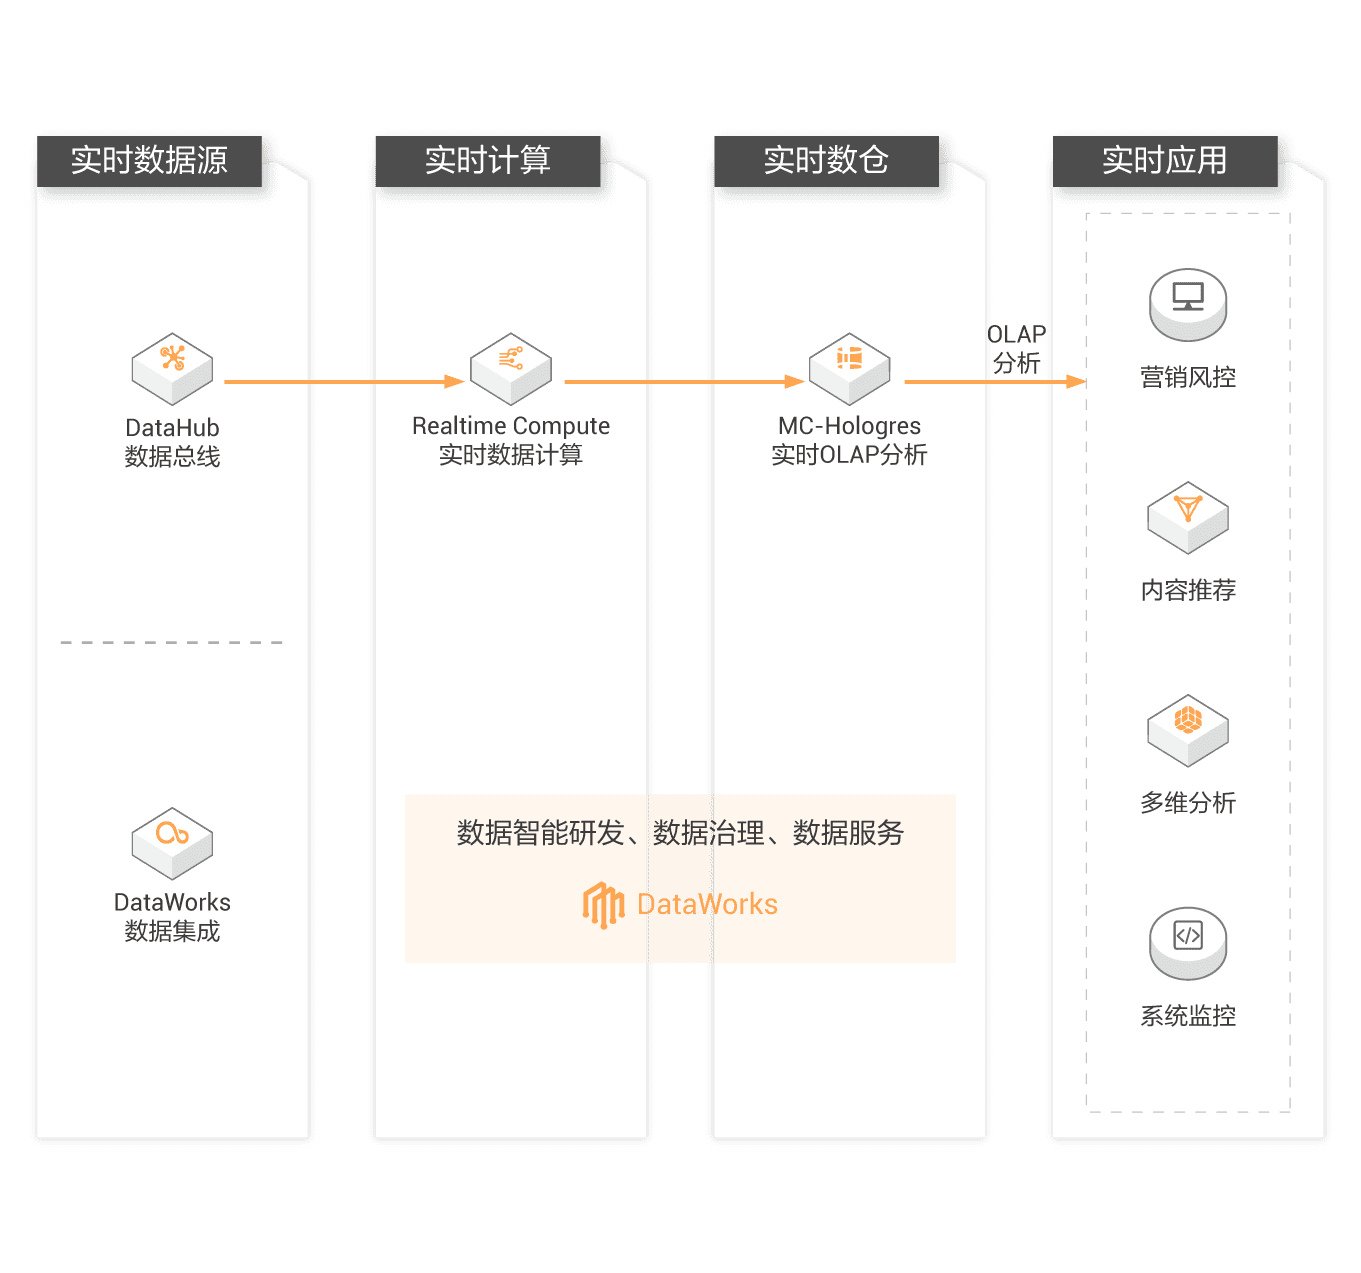 实时数据源
实时计算
实时数仓
实时应用
DataHub
数据总线
Realtime Compute
实时数据计算
MC-Hologres
实时OLAP分析
OLAP
分析
营销风控
内容推荐
多维分析
系统监控
DataWorks
数据集成
数据智能研发、数据治理、数据服务
DataWorks